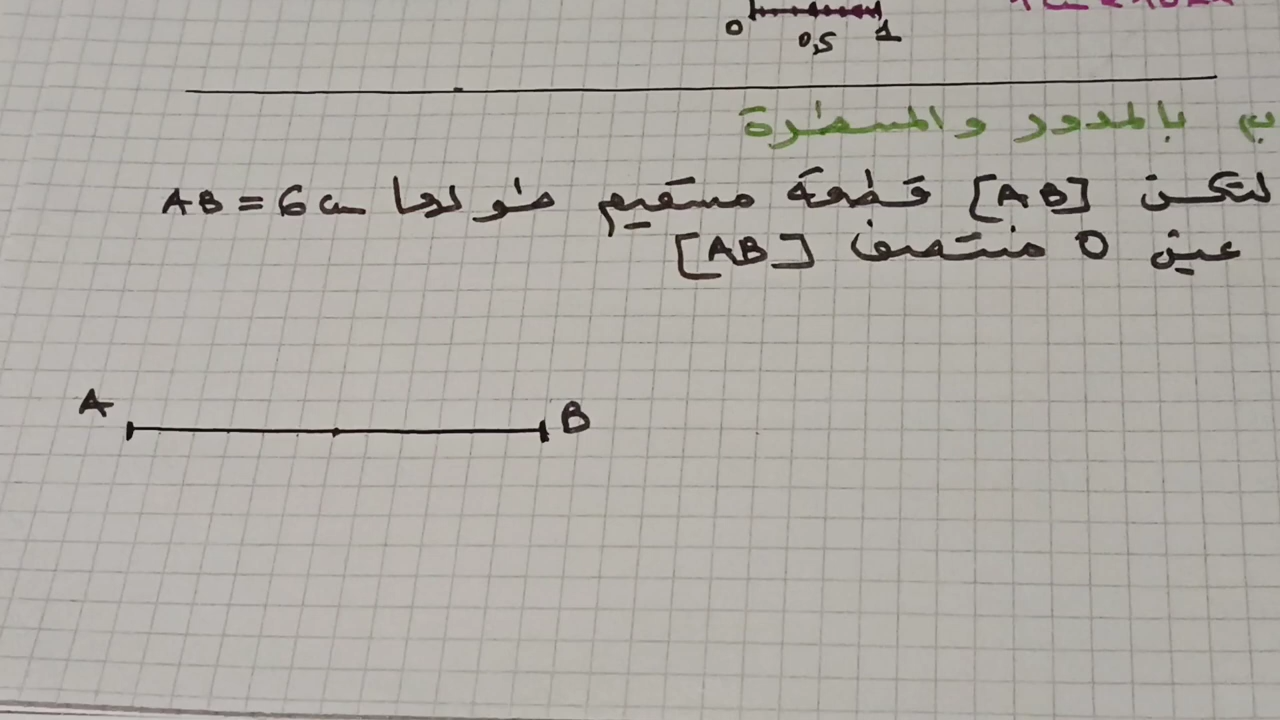 0 0,5 1
بالمدور والمسطرة
لتكن [AB] قطعة مستقيم طولها AB = 6 cm
عين O منتصف [AB]
A B